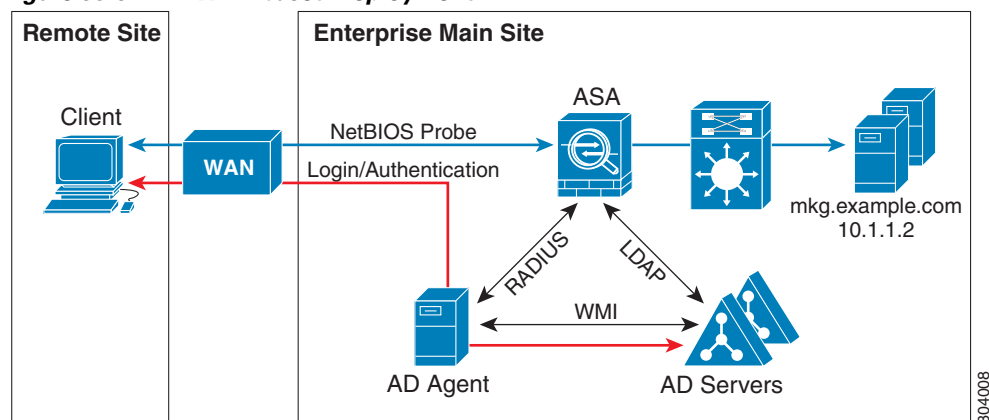 Remote Site
Enterprise Main Site
Client
ASA
NetBIOS Probe
WAN
Login/Authentication
mkg.example.com
10.1.1.2
RADIUS
LDAP
WMI
AD Agent
AD Servers
304008